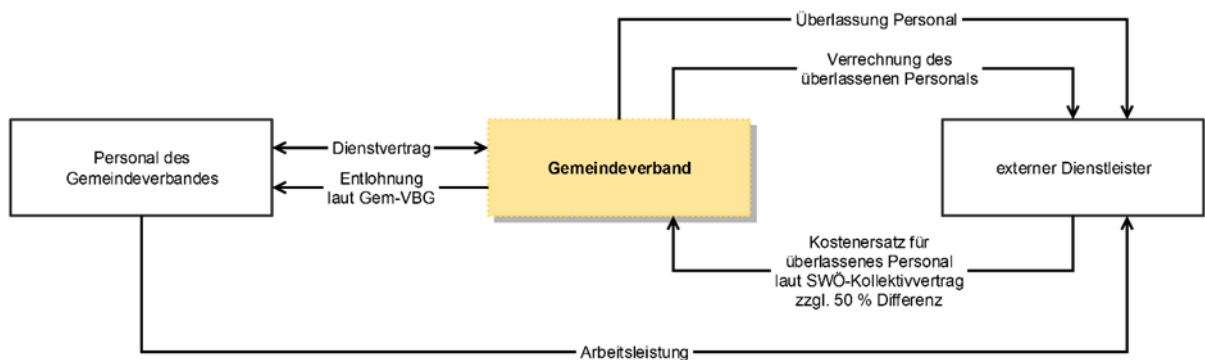 Überlassung Personal
Verrechnung des
überlassenen Personals
Personal des
Gemeindeverbandes
Dienstvertrag
Entlohnung
laut Gem-VBG
Gemeindeverband
externer Dienstleister
Kostenersatz für
überlassenes Personal
laut SWÖ-Kollektivvertrag
zzgl. 50 % Differenz
Arbeitsleistung